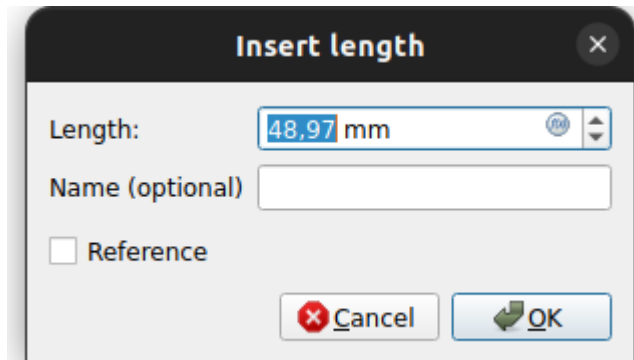 Insert length
Length: 48,97 mm
Name (optional)
Reference
Cancel OK